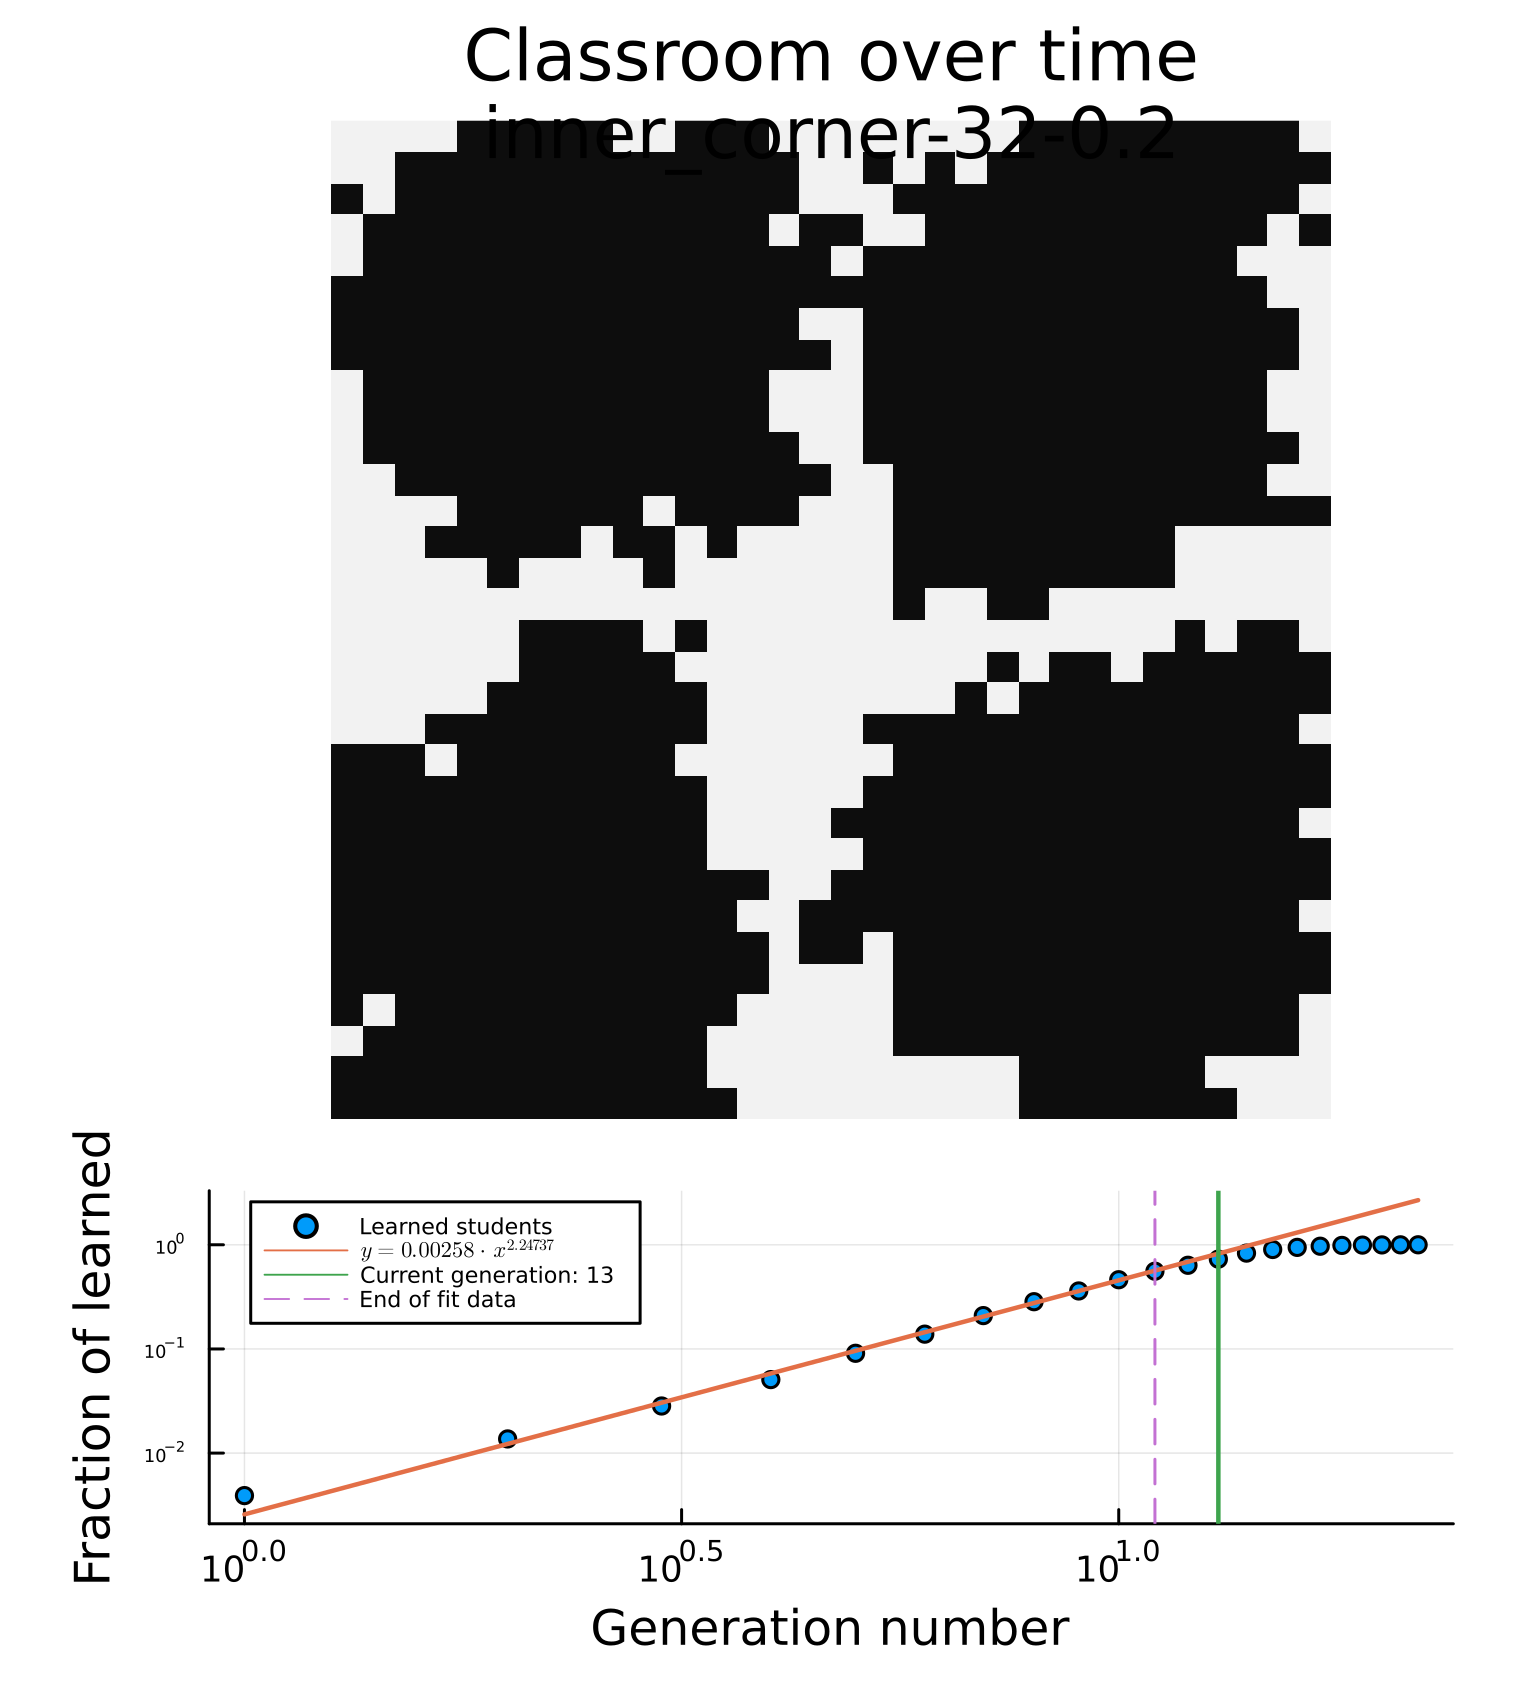 Classroom over time
inner_corner-32-0.2
Fraction of learned
Learned students
y = 0.00258 · x^2.24737
Current generation: 13
End of fit data
10^0
10^−1
10^−2
10^0.0
10^0.5
10^1.0
Generation number